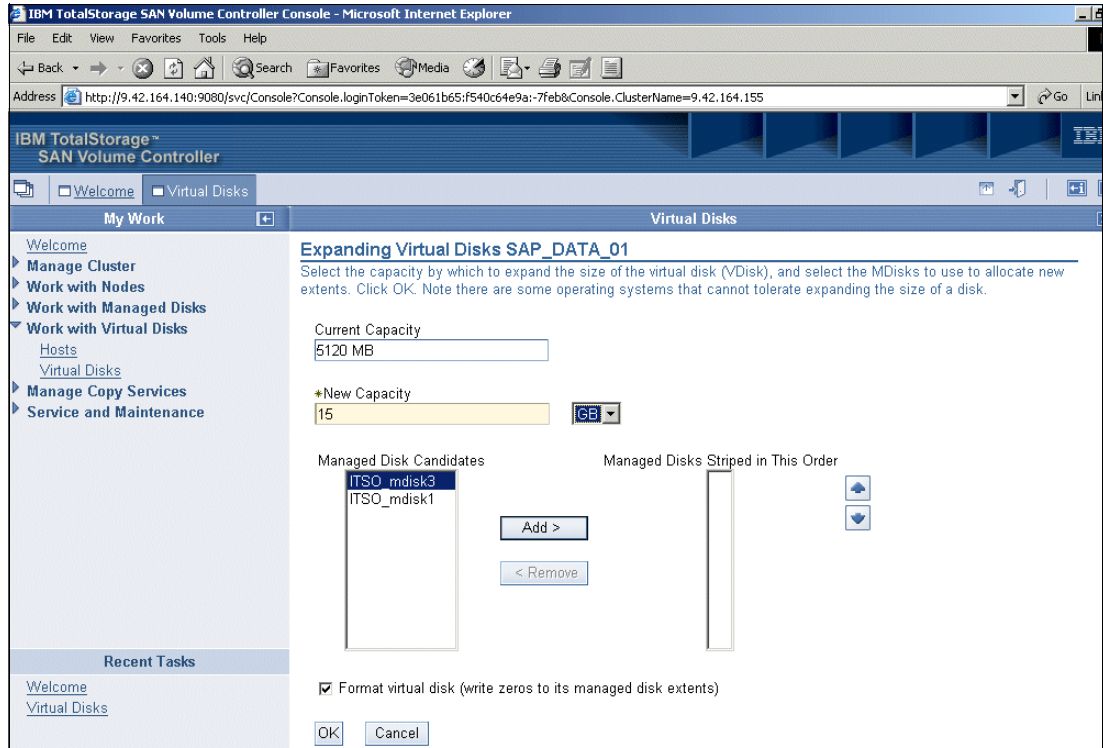 IBM TotalStorage SAN Volume Controller Console - Microsoft Internet Explorer
File Edit View Favorites Tools Help
Back Search Favorites Media
Address http://9.42.164.140:9080/svc/Console?Console.loginToken=3e061b65:f540c64e9a:-7feb&Console.ClusterName=9.42.164.155 Go Lin
IBM TotalStorage™
SAN Volume Controller
IBM
Welcome Virtual Disks
My Work
Virtual Disks
Welcome
Manage Cluster
Work with Nodes
Work with Managed Disks
Work with Virtual Disks
Hosts
Virtual Disks
Manage Copy Services
Service and Maintenance
Recent Tasks
Welcome
Virtual Disks
Expanding Virtual Disks SAP_DATA_01
Select the capacity by which to expand the size of the virtual disk (VDisk), and select the MDisks to use to allocate new
extents. Click OK. Note there are some operating systems that cannot tolerate expanding the size of a disk.
Current Capacity
5120 MB
*New Capacity
15 GB
Managed Disk Candidates Managed Disks Striped in This Order
ITSO_mdisk3
ITSO_mdisk1
Add >
< Remove
Format virtual disk (write zeros to its managed disk extents)
OK Cancel